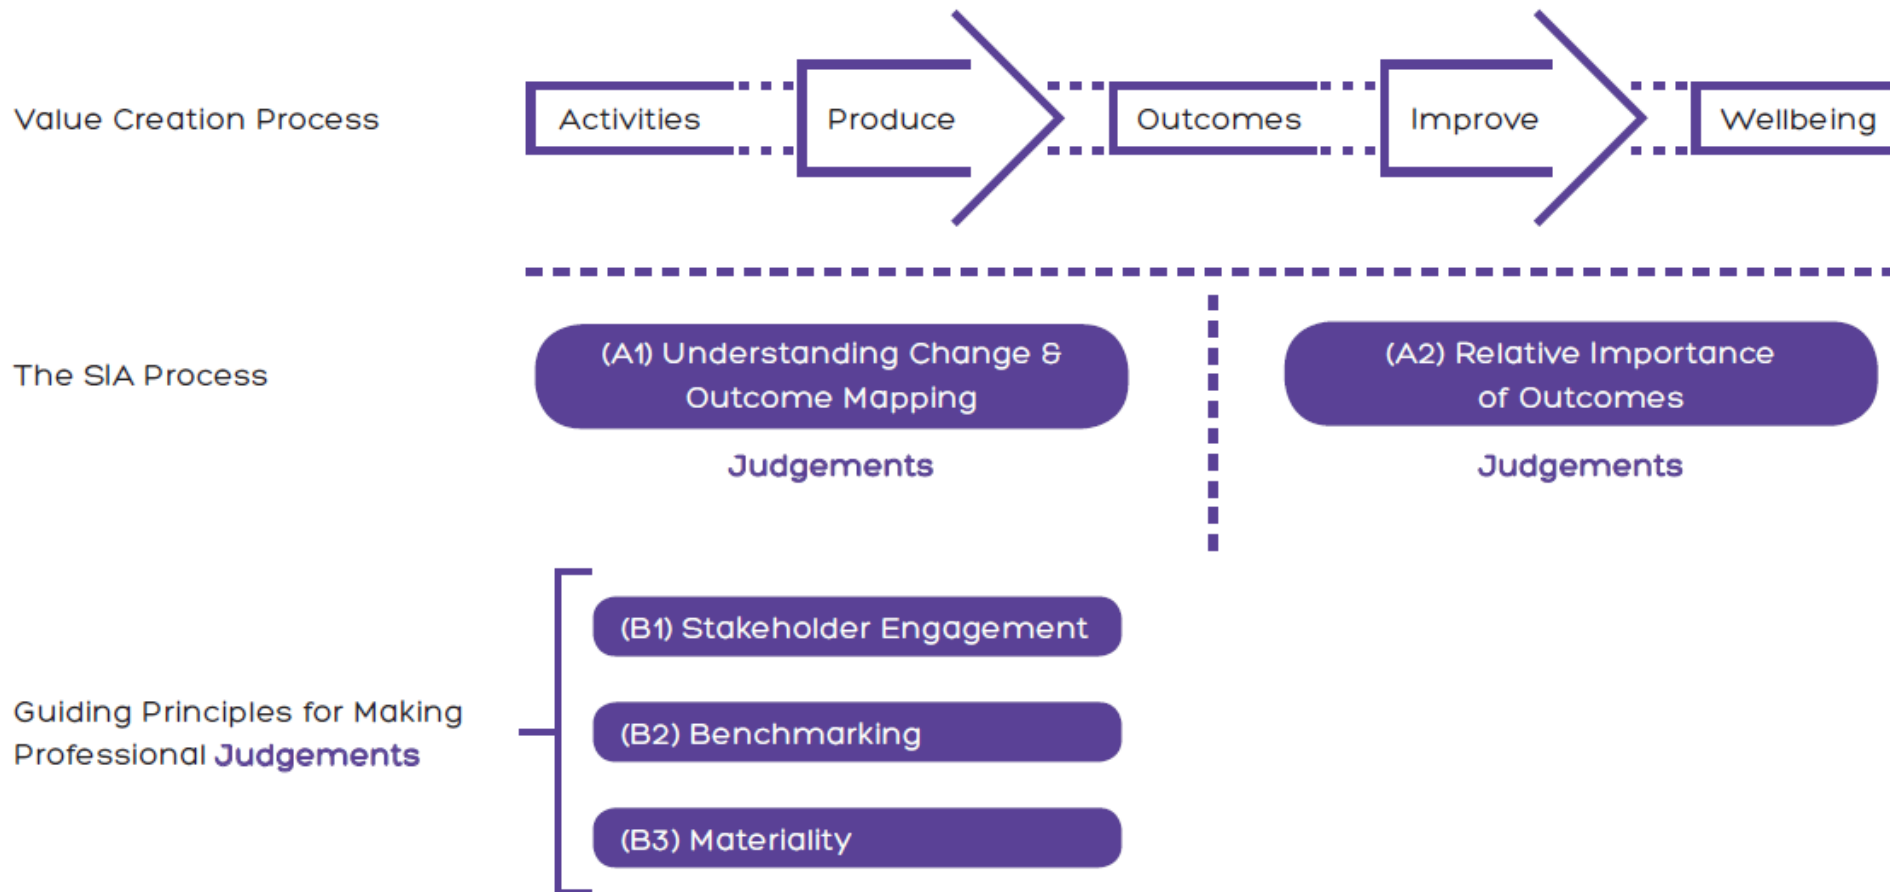 Value Creation Process
Activities
Produce
Outcomes
Improve
Wellbeing
The SIA Process
(A1) Understanding Change &
Outcome Mapping
Judgements
(A2) Relative Importance
of Outcomes
Judgements
Guiding Principles for Making
Professional Judgements
(B1) Stakeholder Engagement
(B2) Benchmarking
(B3) Materiality